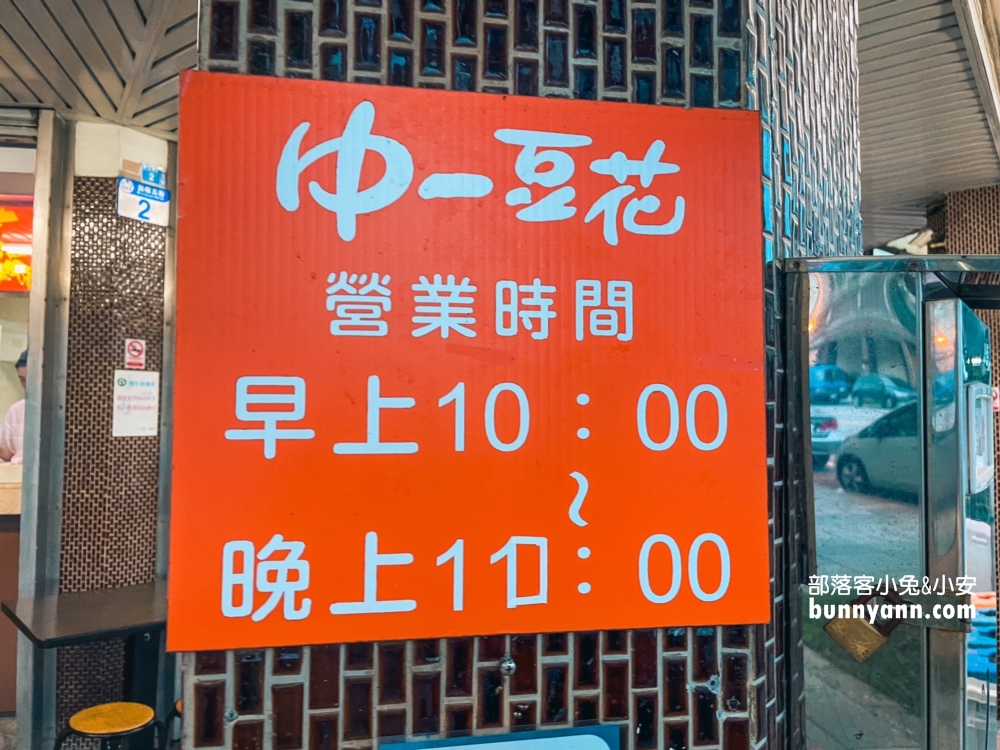 中一豆花
營業時間
早上10：00
~
晚上10：00
2
2
部落客小兔&小安
bunnyann.com